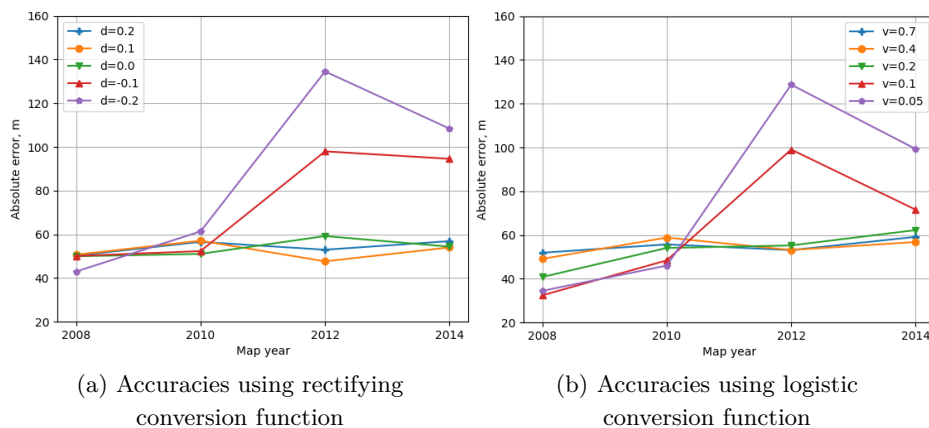 160
140
120
100
80
60
40
20
Absolute error, m
d=0.2
d=0.1
d=0.0
d=-0.1
d=-0.2
2008
2010
2012
2014
Map year
(a) Accuracies using rectifying
conversion function
160
140
120
100
80
60
40
20
Absolute error, m
v=0.7
v=0.4
v=0.2
v=0.1
v=0.05
2008
2010
2012
2014
Map year
(b) Accuracies using logistic
conversion function